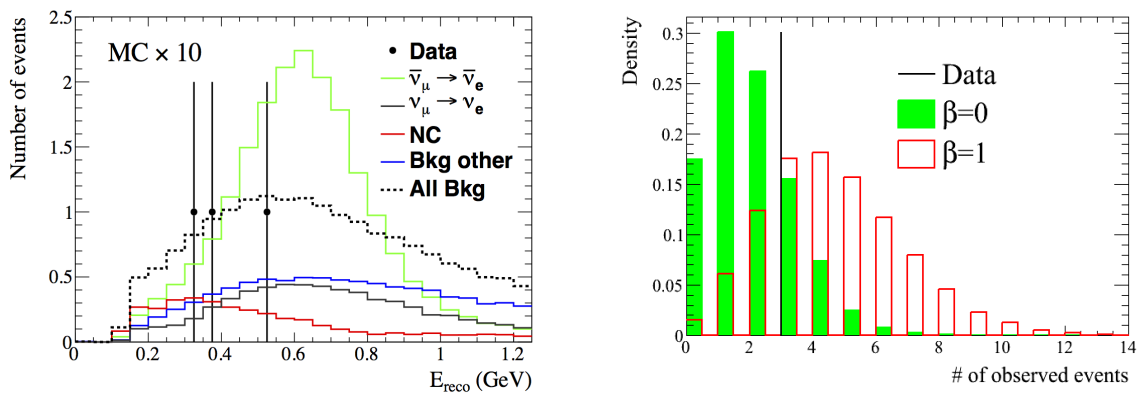 Number of events
2.5
2
1.5
1
0.5
0
MC × 10
Data
ν̅μ → ν̅e
νμ → νe
NC
Bkg other
All Bkg
0.2 0.4 0.6 0.8 1 1.2
Ereco (GeV)
Density
0.3
0.25
0.2
0.15
0.1
0.05
0
Data
β=0
β=1
0 2 4 6 8 10 12 14
# of observed events